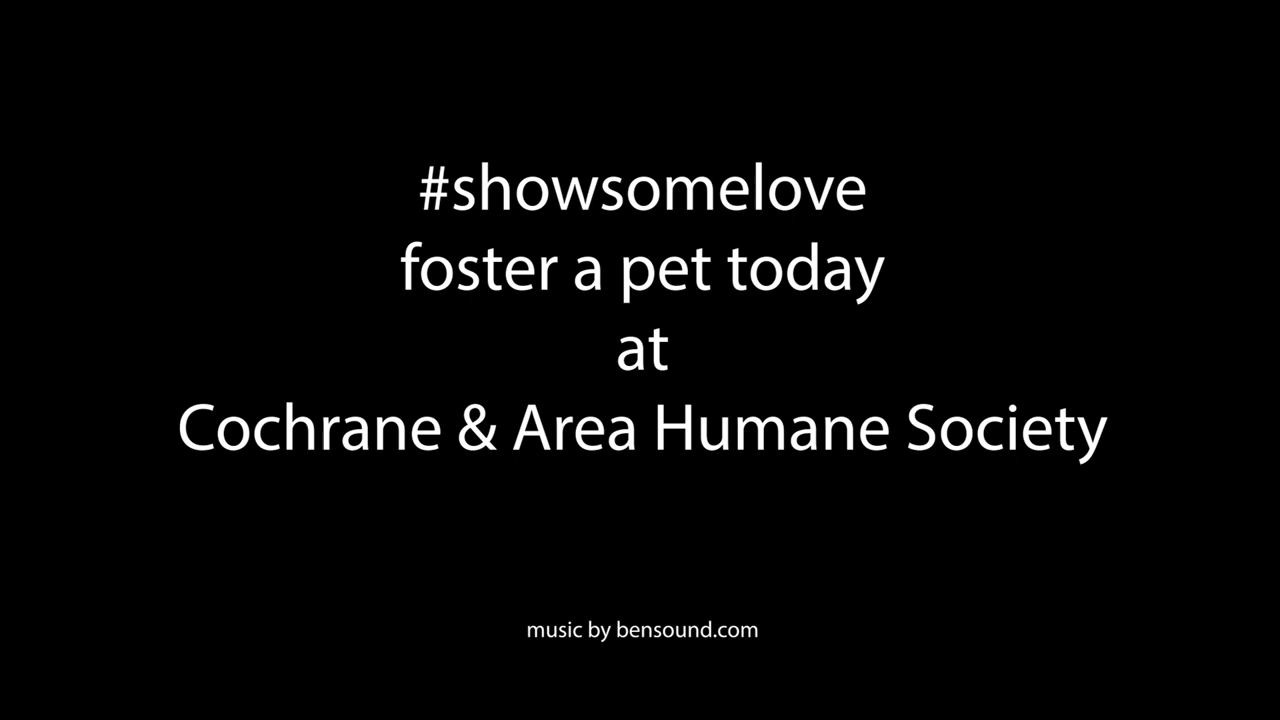 #showsomelove
foster a pet today
at
Cochrane & Area Humane Society
music by bensound.com